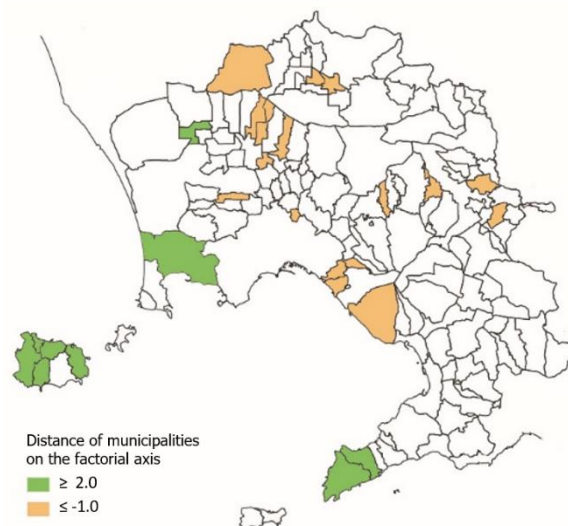 Distance of municipalities
on the factorial axis
≥ 2.0
≤ -1.0